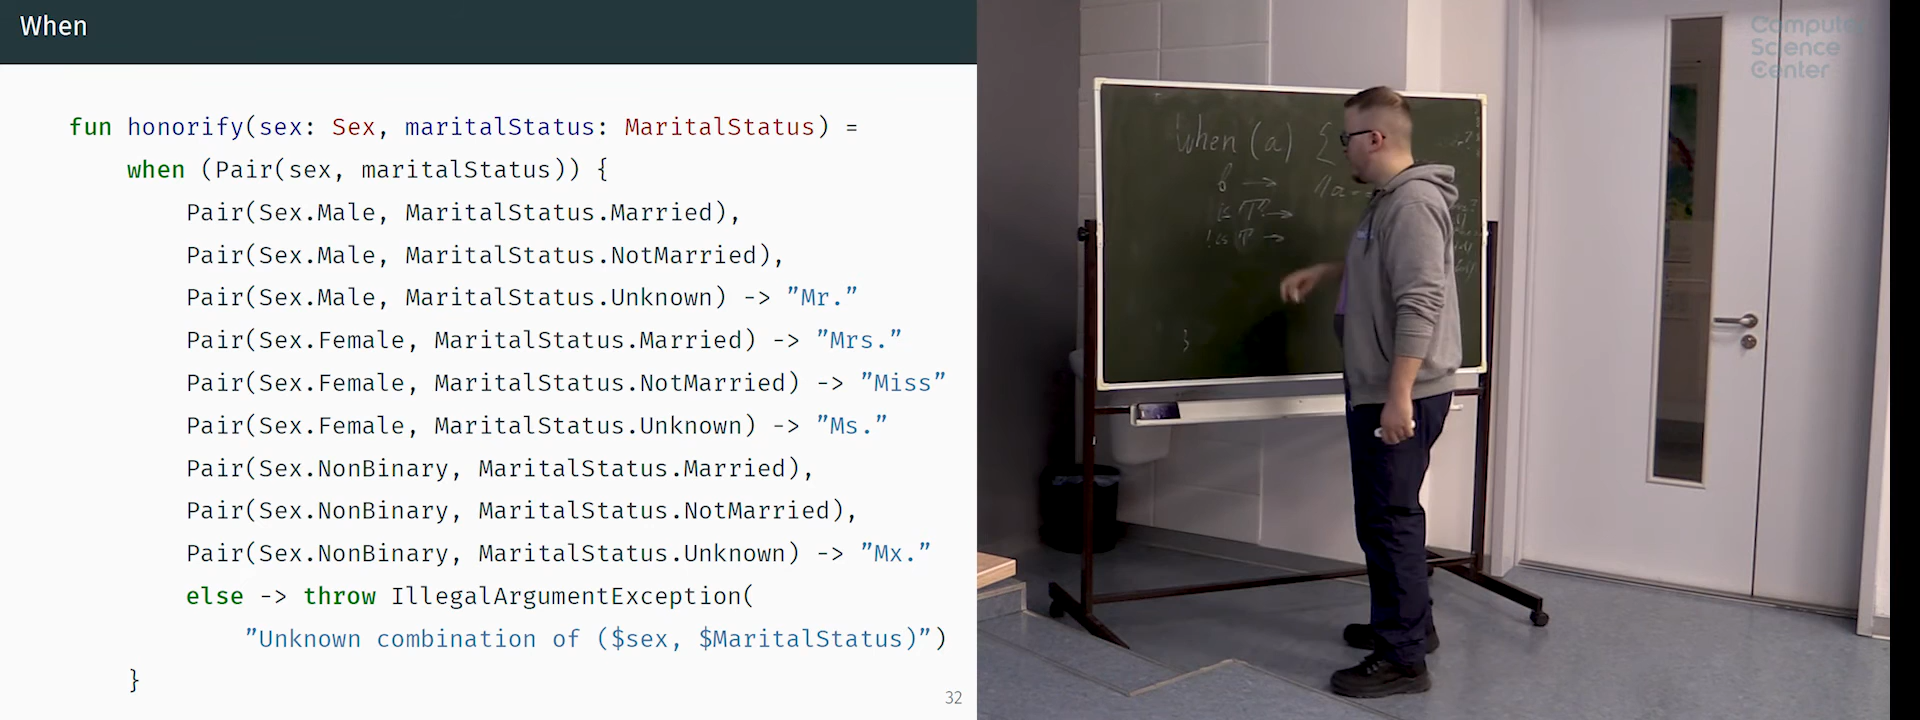 When
fun honorify(sex: Sex, maritalStatus: MaritalStatus) =
when (Pair(sex, maritalStatus)) {
Pair(Sex.Male, MaritalStatus.Married),
Pair(Sex.Male, MaritalStatus.NotMarried),
Pair(Sex.Male, MaritalStatus.Unknown) -> ”Mr.”
Pair(Sex.Female, MaritalStatus.Married) -> ”Mrs.”
Pair(Sex.Female, MaritalStatus.NotMarried) -> ”Miss”
Pair(Sex.Female, MaritalStatus.Unknown) -> ”Ms.”
Pair(Sex.NonBinary, MaritalStatus.Married),
Pair(Sex.NonBinary, MaritalStatus.NotMarried),
Pair(Sex.NonBinary, MaritalStatus.Unknown) -> ”Mx.”
else -> throw IllegalArgumentException(
”Unknown combination of ($sex, $MaritalStatus)”)
}
32
Computer
Science
Center
when (a) {
b →
is T? →
!is T →
}